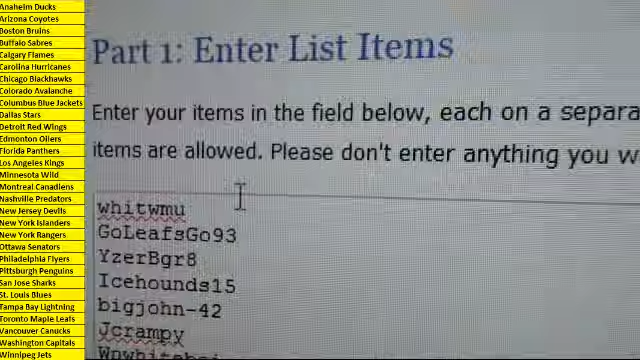 Anaheim Ducks
Arizona Coyotes
Boston Bruins
Buffalo Sabres
Calgary Flames
Carolina Hurricanes
Chicago Blackhawks
Colorado Avalanche
Columbus Blue Jackets
Dallas Stars
Detroit Red Wings
Edmonton Oilers
Florida Panthers
Los Angeles Kings
Minnesota Wild
Montreal Canadiens
Nashville Predators
New Jersey Devils
New York Islanders
New York Rangers
Ottawa Senators
Philadelphia Flyers
Pittsburgh Penguins
San Jose Sharks
St. Louis Blues
Tampa Bay Lightning
Toronto Maple Leafs
Vancouver Canucks
Washington Capitals
Winnipeg Jets
Part 1: Enter List Items
Enter your items in the field below, each on a separa
items are allowed. Please don't enter anything you w
whitwmu
GoLeafsGo93
YzerBgr8
Icehounds15
bigjohn-42
Jcrampy